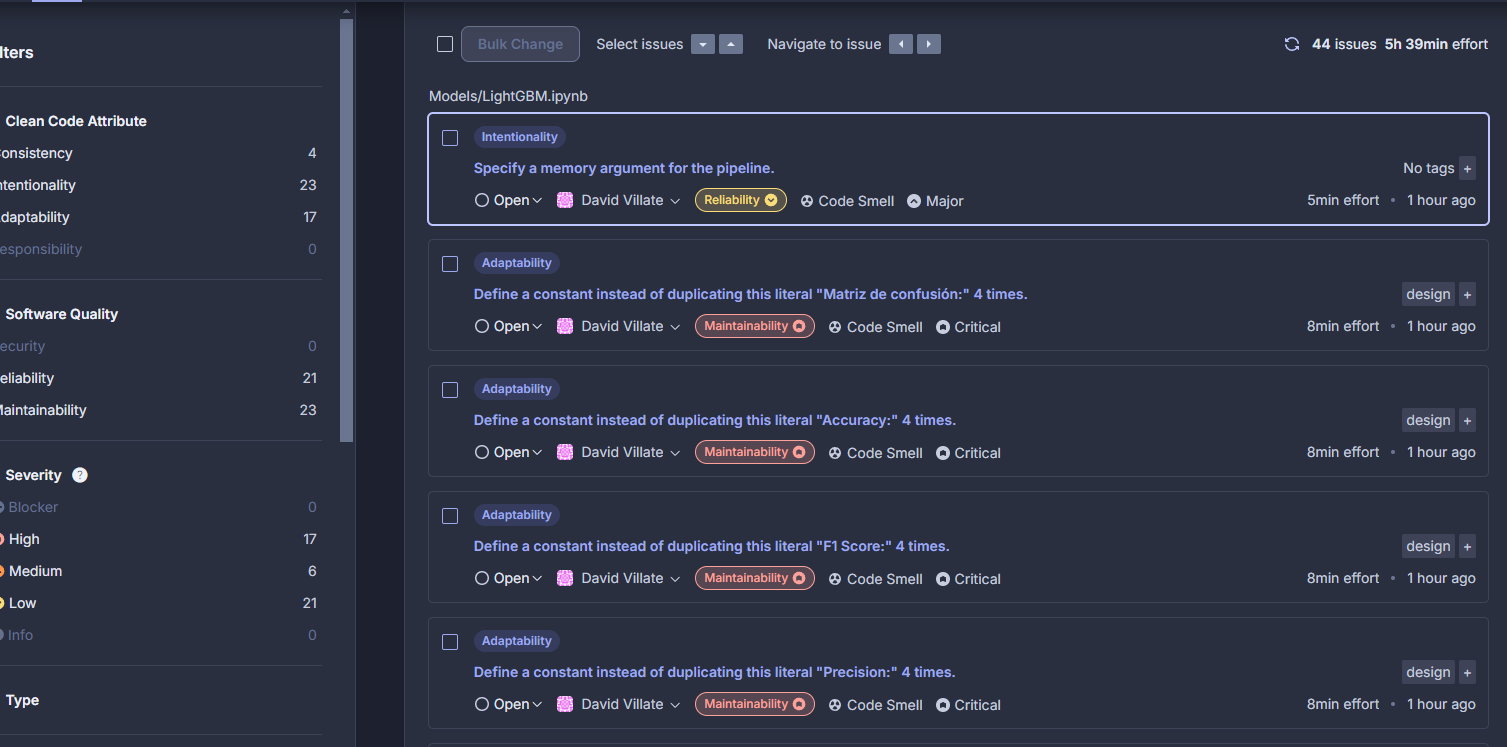 lters
Clean Code Attribute
onsistency 4
ntentionality 23
daptability 17
esponsibility 0
Software Quality
ecurity 0
eliability 21
aintainability 23
Severity ?
Blocker 0
High 17
Medium 6
Low 21
Info 0
Type
Bulk Change Select issues Navigate to issue 44 issues 5h 39min effort
Models/LightGBM.ipynb
Intentionality
Specify a memory argument for the pipeline. No tags +
Open David Villate Reliability Code Smell Major 5min effort • 1 hour ago
Adaptability
Define a constant instead of duplicating this literal "Matriz de confusión:" 4 times. design +
Open David Villate Maintainability Code Smell Critical 8min effort • 1 hour ago
Adaptability
Define a constant instead of duplicating this literal "Accuracy:" 4 times. design +
Open David Villate Maintainability Code Smell Critical 8min effort • 1 hour ago
Adaptability
Define a constant instead of duplicating this literal "F1 Score:" 4 times. design +
Open David Villate Maintainability Code Smell Critical 8min effort • 1 hour ago
Adaptability
Define a constant instead of duplicating this literal "Precision:" 4 times. design +
Open David Villate Maintainability Code Smell Critical 8min effort • 1 hour ago